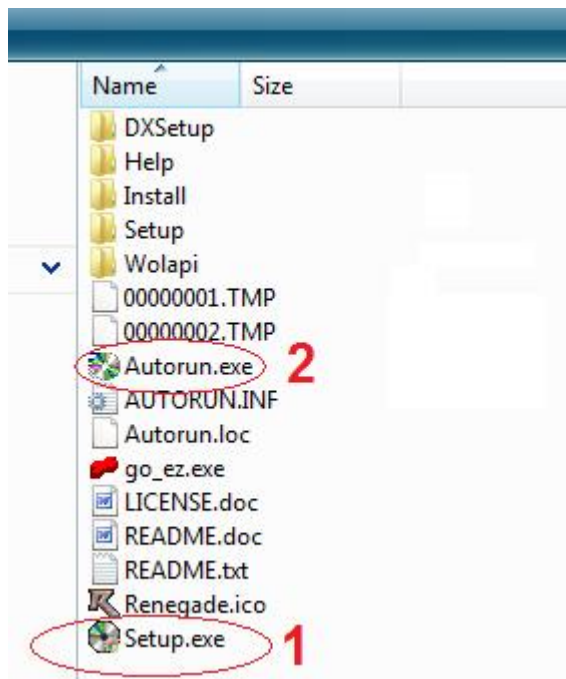 Name Size
DXSetup
Help
Install
Setup
Wolapi
00000001.TMP
00000002.TMP
Autorun.exe 2
AUTORUN.INF
Autorun.loc
go_ez.exe
LICENSE.doc
README.doc
README.txt
Renegade.ico
Setup.exe 1